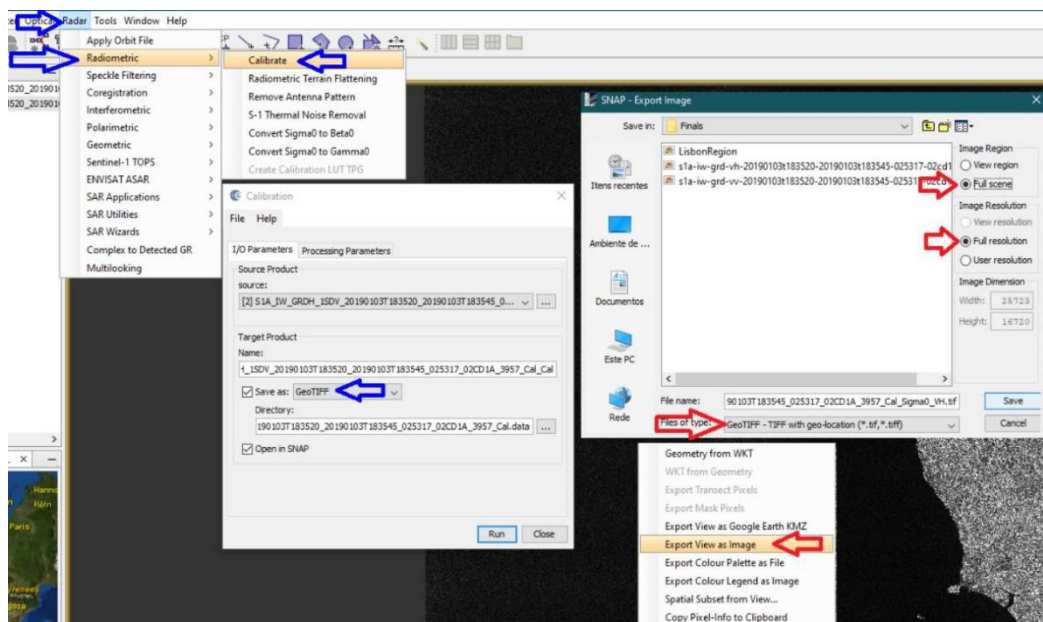 Optical Radar Tools Window Help
Apply Orbit File
Radiometric
Speckle Filtering
Coregistration
Interferometric
Polarimetric
Geometric
Sentinel-1 TOPS
ENVISAT ASAR
SAR Applications
SAR Utilities
SAR Wizards
Complex to Detected GR
Multilooking
Calibrate
Radiometric Terrain Flattening
Remove Antenna Pattern
S-1 Thermal Noise Removal
Convert Sigma0 to Beta0
Convert Sigma0 to Gamma0
Create Calibration LUT TPG
Calibration
File Help
I/O Parameters Processing Parameters
Source Product
source:
[2] S1A_IW_GRDH_1SDV_20190103T183520_20190103T183545_0...
Target Product
Name:
1_1SDV_20190103T183520_20190103T183545_025317_02CD1A_3957_Cal_Cal
Save as: GeoTIFF
Directory:
190103T183520_20190103T183545_025317_02CD1A_3957_Cal.data
Open in SNAP
Run Close
SNAP - Export Image
Save in: Finals
LisbonRegion
s1a-iw-grd-vh-20190103t183520-20190103t183545-025317-02cd1
s1a-iw-grd-vv-20190103t183520-20190103t183545-025317-02cd1
Itens recentes
Ambiente de ...
Documentos
Este PC
Rede
Image Region
View region
Full scene
Image Resolution
View resolution
Full resolution
User resolution
Image Dimension
Width: 25723
Height: 16720
File name: 90103T183545_025317_02CD1A_3957_Cal_Sigma0_VH.tif
Save
Files of type: GeoTIFF - TIFF with geo-location (*.tif,*.tiff)
Cancel
Geometry from WKT
WKT from Geometry
Export Transect Pixels
Export Mask Pixels
Export View as Google Earth KMZ
Export View as Image
Export Colour Palette as File
Export Colour Legend as Image
Spatial Subset from View...
Copy Pixel-Info to Clipboard
3520_201901
3520_201901
Hanno
Köln
Paris